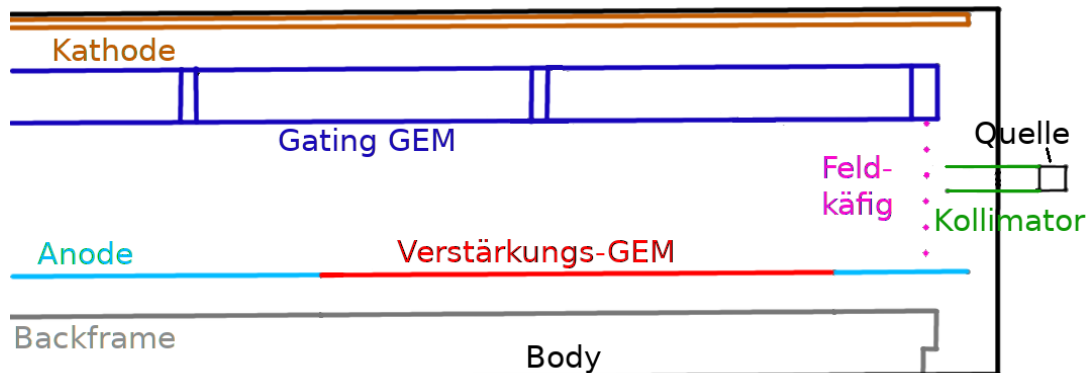 Kathode
Gating GEM
Quelle
Feld-
käfig
Kollimator
Anode
Verstärkungs-GEM
Backframe
Body